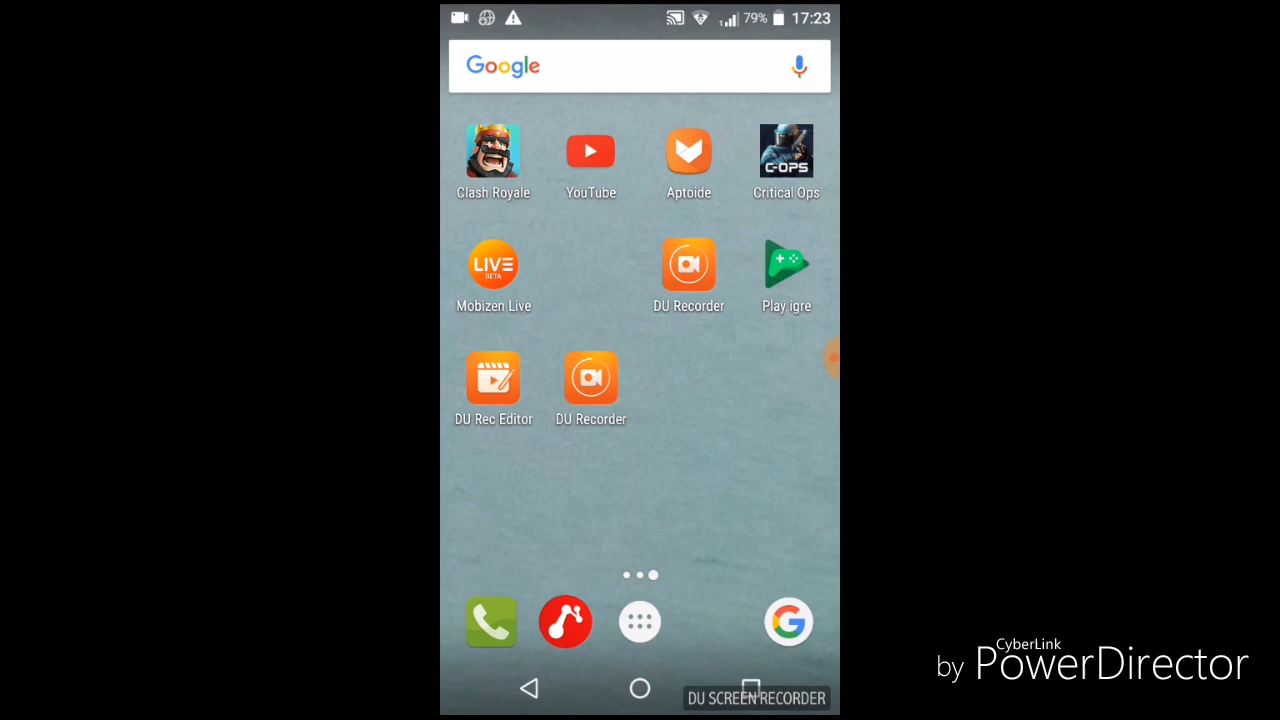 79% 17:23
Google
C-OPS
Clash Royale YouTube Aptoide Critical Ops
LIVE
BETA
Mobizen Live DU Recorder Play igre
DU Rec Editor DU Recorder
G
DU SCREEN RECORDER
CyberLink
by PowerDirector